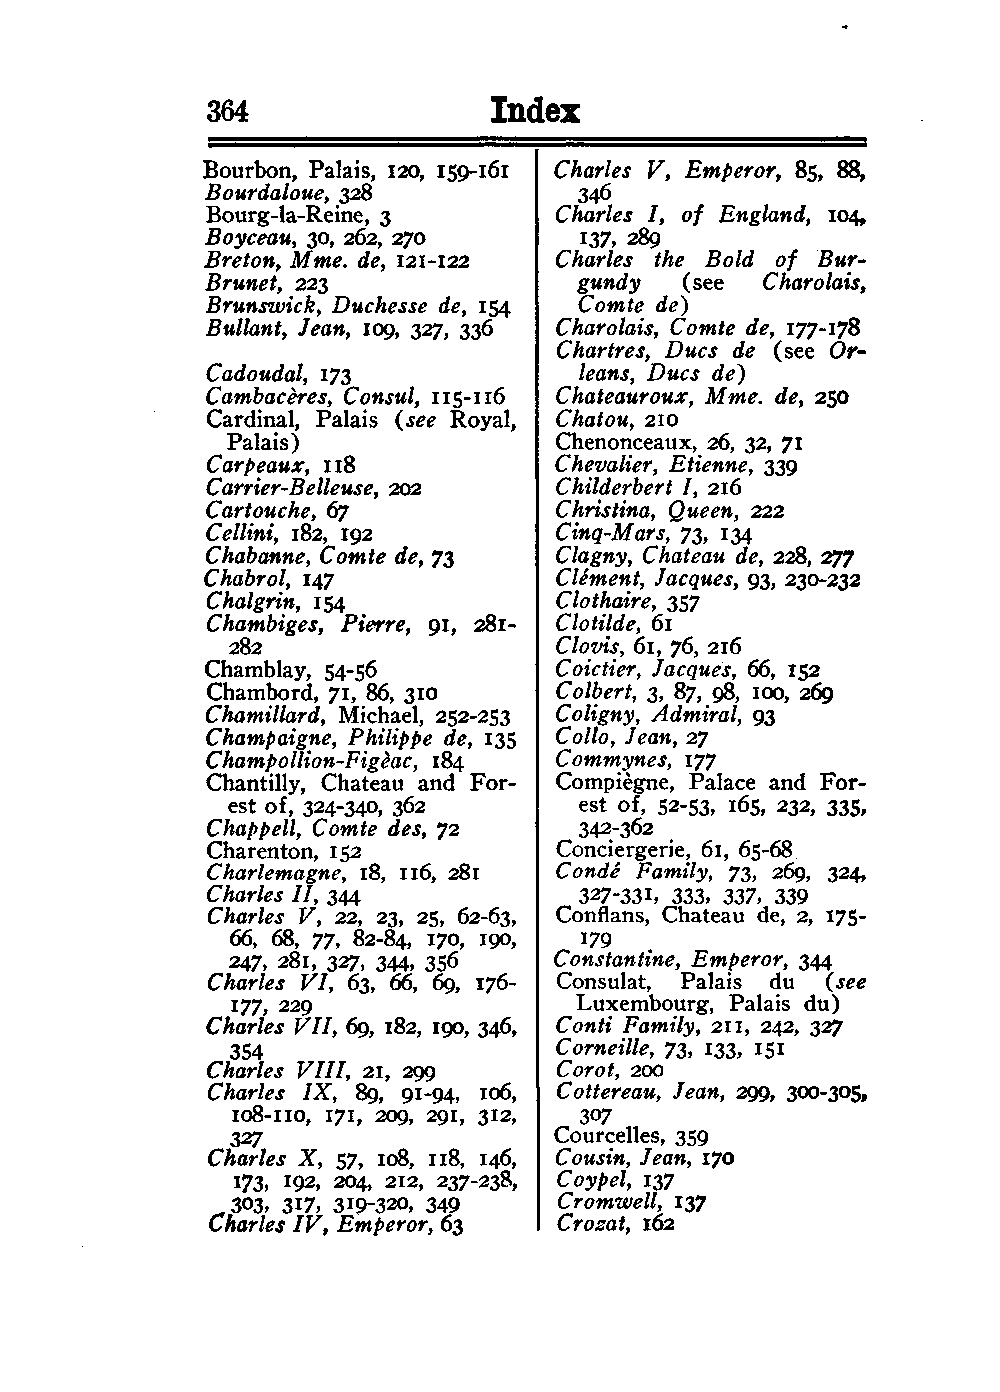 364
Index
Bourbon, Palais, 120, 159-161
Bourdaloue, 328
Bourg-la-Reine, 3
Boyceau, 30, 262, 270
Breton, Mme. de, 121-122
Brunet, 223
Brunswick, Duchesse de, 154
Bullant, Jean, 109, 327, 336
Cadoudal, 173
Cambacères, Consul, 115-116
Cardinal, Palais (see Royal,
Palais)
Carpeaux, 118
Carrier-Belleuse, 202
Cartouche, 67
Cellini, 182, 192
Chabanne, Comte de, 73
Chabrol, 147
Chalgrin, 154
Chambiges, Pierre, 91, 281-
282
Chamblay, 54-56
Chambord, 71, 86, 310
Chamillard, Michael, 252-253
Champaigne, Philippe de, 135
Champollion-Figèac, 184
Chantilly, Chateau and For-
est of, 324-340, 362
Chappell, Comte des, 72
Charenton, 152
Charlemagne, 18, 116, 281
Charles II, 344
Charles V, 22, 23, 25, 62-63,
66, 68, 77, 82-84, 170, 190,
247, 281, 327, 344, 356
Charles VI, 63, 66, 69, 176-
177, 229
Charles VII, 69, 182, 190, 346,
354
Charles VIII, 21, 299
Charles IX, 89, 91-94, 106,
108-110, 171, 209, 291, 312,
327
Charles X, 57, 108, 118, 146,
173, 192, 204, 212, 237-238,
303, 317, 319-320, 349
Charles IV, Emperor, 63
Charles V, Emperor, 85, 88,
346
Charles I, of England, 104,
137, 289
Charles the Bold of Bur-
gundy (see Charolais,
Comte de)
Charolais, Comte de, 177-178
Chartres, Ducs de (see Or-
leans, Ducs de)
Chateauroux, Mme. de, 250
Chatou, 210
Chenonceaux, 26, 32, 71
Chevalier, Etienne, 339
Childerbert I, 216
Christina, Queen, 222
Cinq-Mars, 73, 134
Clagny, Chateau de, 228, 277
Clément, Jacques, 93, 230-232
Clothaire, 357
Clotilde, 61
Clovis, 61, 76, 216
Coictier, Jacques, 66, 152
Colbert, 3, 87, 98, 100, 269
Coligny, Admiral, 93
Collo, Jean, 27
Commynes, 177
Compiègne, Palace and For-
est of, 52-53, 165, 232, 335,
342-362
Conciergerie, 61, 65-68
Condé Family, 73, 269, 324,
327-331, 333, 337, 339
Conflans, Chateau de, 2, 175-
179
Constantine, Emperor, 344
Consulat, Palais du (see
Luxembourg, Palais du)
Conti Family, 211, 242, 327
Corneille, 73, 133, 151
Corot, 200
Cottereau, Jean, 299, 300-305,
307
Courcelles, 359
Cousin, Jean, 170
Coypel, 137
Cromwell, 137
Crozat, 162